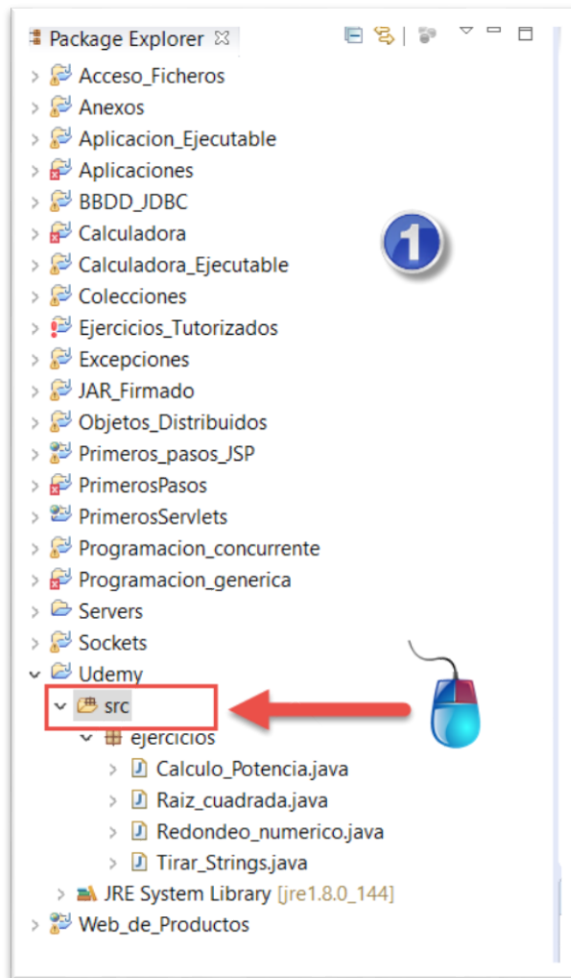 Package Explorer
Acceso_Ficheros
Anexos
Aplicacion_Ejecutable
Aplicaciones
BBDD_JDBC
Calculadora
1
Calculadora_Ejecutable
Colecciones
Ejercicios_Tutorizados
Excepciones
JAR_Firmado
Objetos_Distribuidos
Primeros_pasos_JSP
PrimerosPasos
PrimerosServlets
Programacion_concurrente
Programacion_generica
Servers
Sockets
Udemy
src
ejercicios
J Calculo_Potencia.java
J Raiz_cuadrada.java
J Redondeo_numerico.java
J Tirar_Strings.java
JRE System Library [jre1.8.0_144]
Web_de_Productos